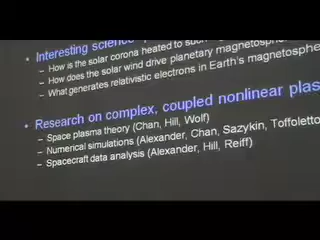 • Interesting science
– How is the solar corona heated to such
– How does the solar wind drive planetary magnetosphe
– What generates relativistic electrons in Earth's magnetosphe
• Research on complex, coupled nonlinear plas
– Space plasma theory (Chan, Hill, Wolf)
– Numerical simulations (Alexander, Chan, Sazykin, Toffoletto
– Spacecraft data analysis (Alexander, Hill, Reiff)